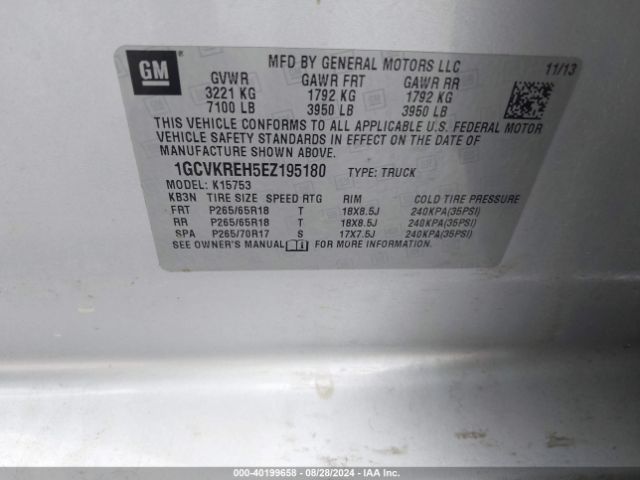 GM
MFD BY GENERAL MOTORS LLC 11/13
GVWR GAWR FRT GAWR RR
3221 KG 1792 KG 1792 KG
7100 LB 3950 LB 3950 LB
THIS VEHICLE CONFORMS TO ALL APPLICABLE U.S. FEDERAL MOTOR
VEHICLE SAFETY STANDARDS IN EFFECT ON THE DATE OF
MANUFACTURE SHOWN ABOVE.
1GCVKREH5EZ195180 TYPE: TRUCK
MODEL: K15753
KB3N TIRE SIZE SPEED RTG RIM COLD TIRE PRESSURE
FRT P265/65R18 T 18X8.5J 240KPA(35PSI)
RR P265/65R18 T 18X8.5J 240KPA(35PSI)
SPA P265/70R17 S 17X7.5J 240KPA(35PSI)
SEE OWNER'S MANUAL FOR MORE INFORMATION.
000-40199658 - 08/28/2024 - IAA Inc.